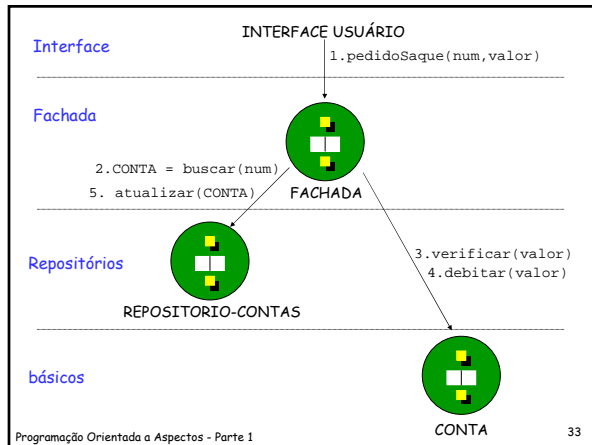 INTERFACE USUÁRIO
Interface
1.pedidoSaque(num,valor)
Fachada
2.CONTA = buscar(num)
5. atualizar(CONTA)
FACHADA
3.verificar(valor)
Repositórios
4.debitar(valor)
REPOSITORIO-CONTAS
básicos
CONTA
Programação Orientada a Aspectos - Parte 1
33